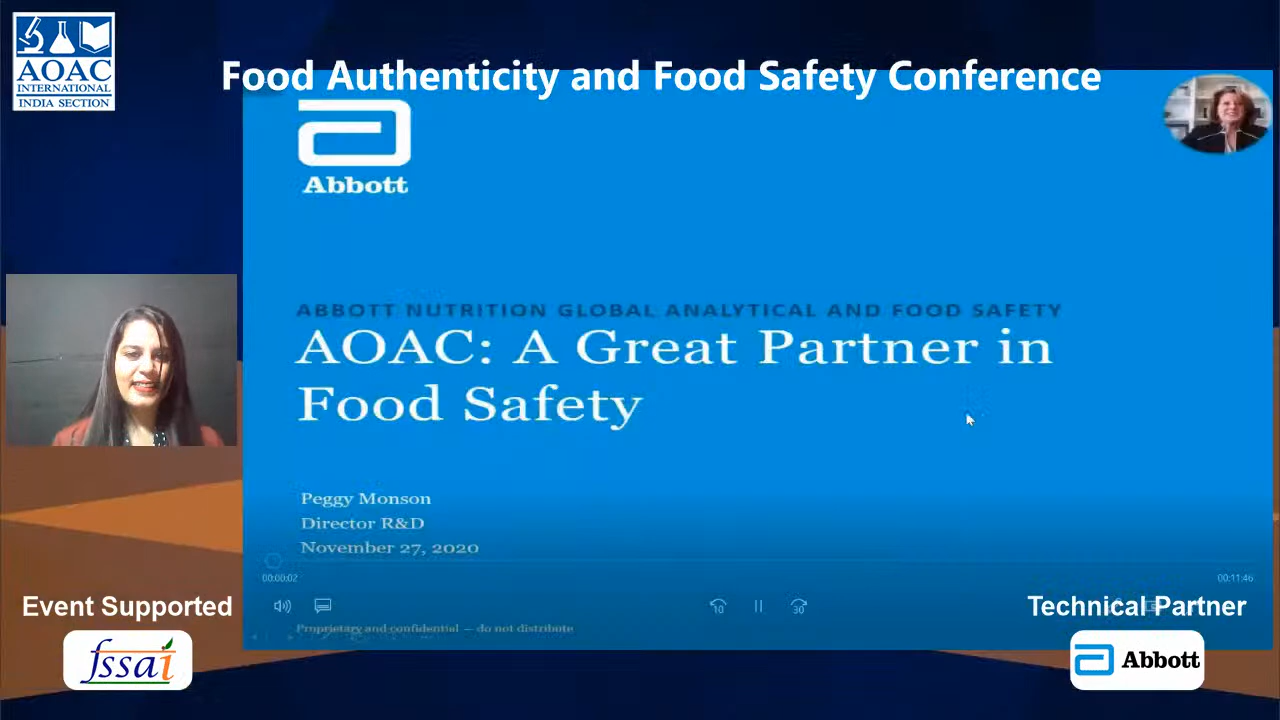 AOAC
INTERNATIONAL
INDIA SECTION
Food Authenticity and Food Safety Conference
Abbott
ABBOTT NUTRITION GLOBAL ANALYTICAL AND FOOD SAFETY
AOAC: A Great Partner in
Food Safety
Peggy Monson
Director R&D
November 27, 2020
00:00:02
00:11:46
10
30
Proprietary and confidential — do not distribute
Event Supported
fssai
Technical Partner
Abbott